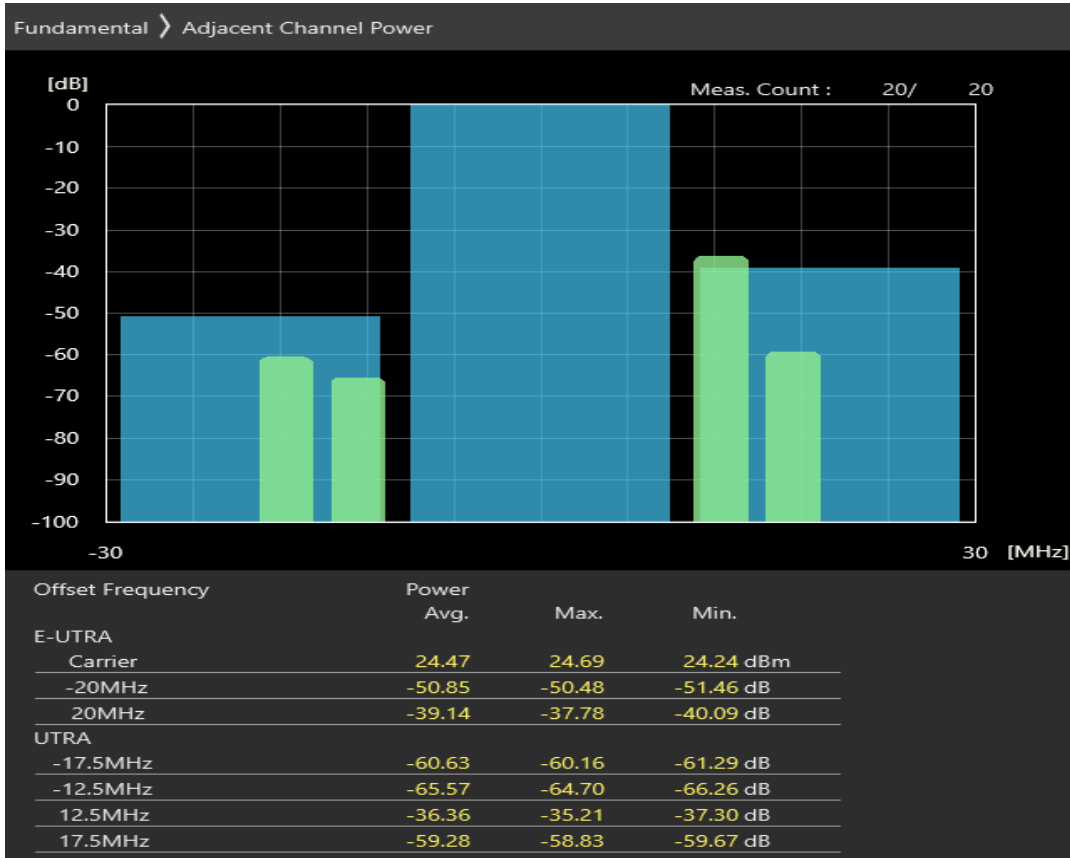 Fundamental 〉 Adjacent Channel Power
[dB]
Meas. Count : 20/ 20
0
-10
-20
-30
-40
-50
-60
-70
-80
-90
-100
-30 30 [MHz]
Offset Frequency Power
Avg. Max. Min.
E-UTRA
Carrier 24.47 24.69 24.24 dBm
-20MHz -50.85 -50.48 -51.46 dB
20MHz -39.14 -37.78 -40.09 dB
UTRA
-17.5MHz -60.63 -60.16 -61.29 dB
-12.5MHz -65.57 -64.70 -66.26 dB
12.5MHz -36.36 -35.21 -37.30 dB
17.5MHz -59.28 -58.83 -59.67 dB